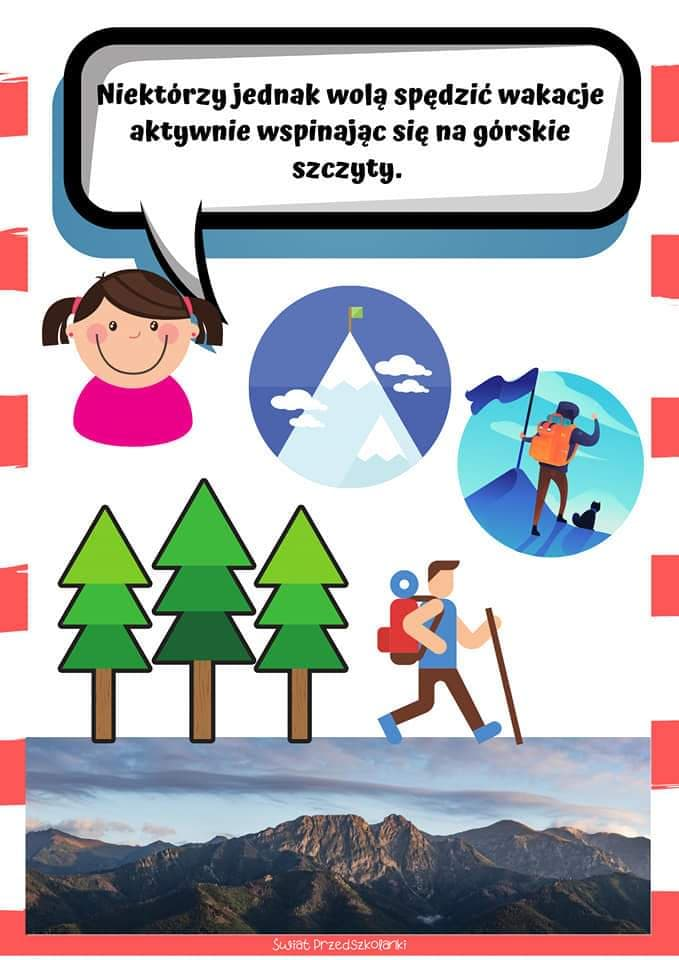 Niektórzy jednak wolą spędzić wakacje
aktywnie wspinając się na górskie
szczyty.
Świat Przedszkolanki